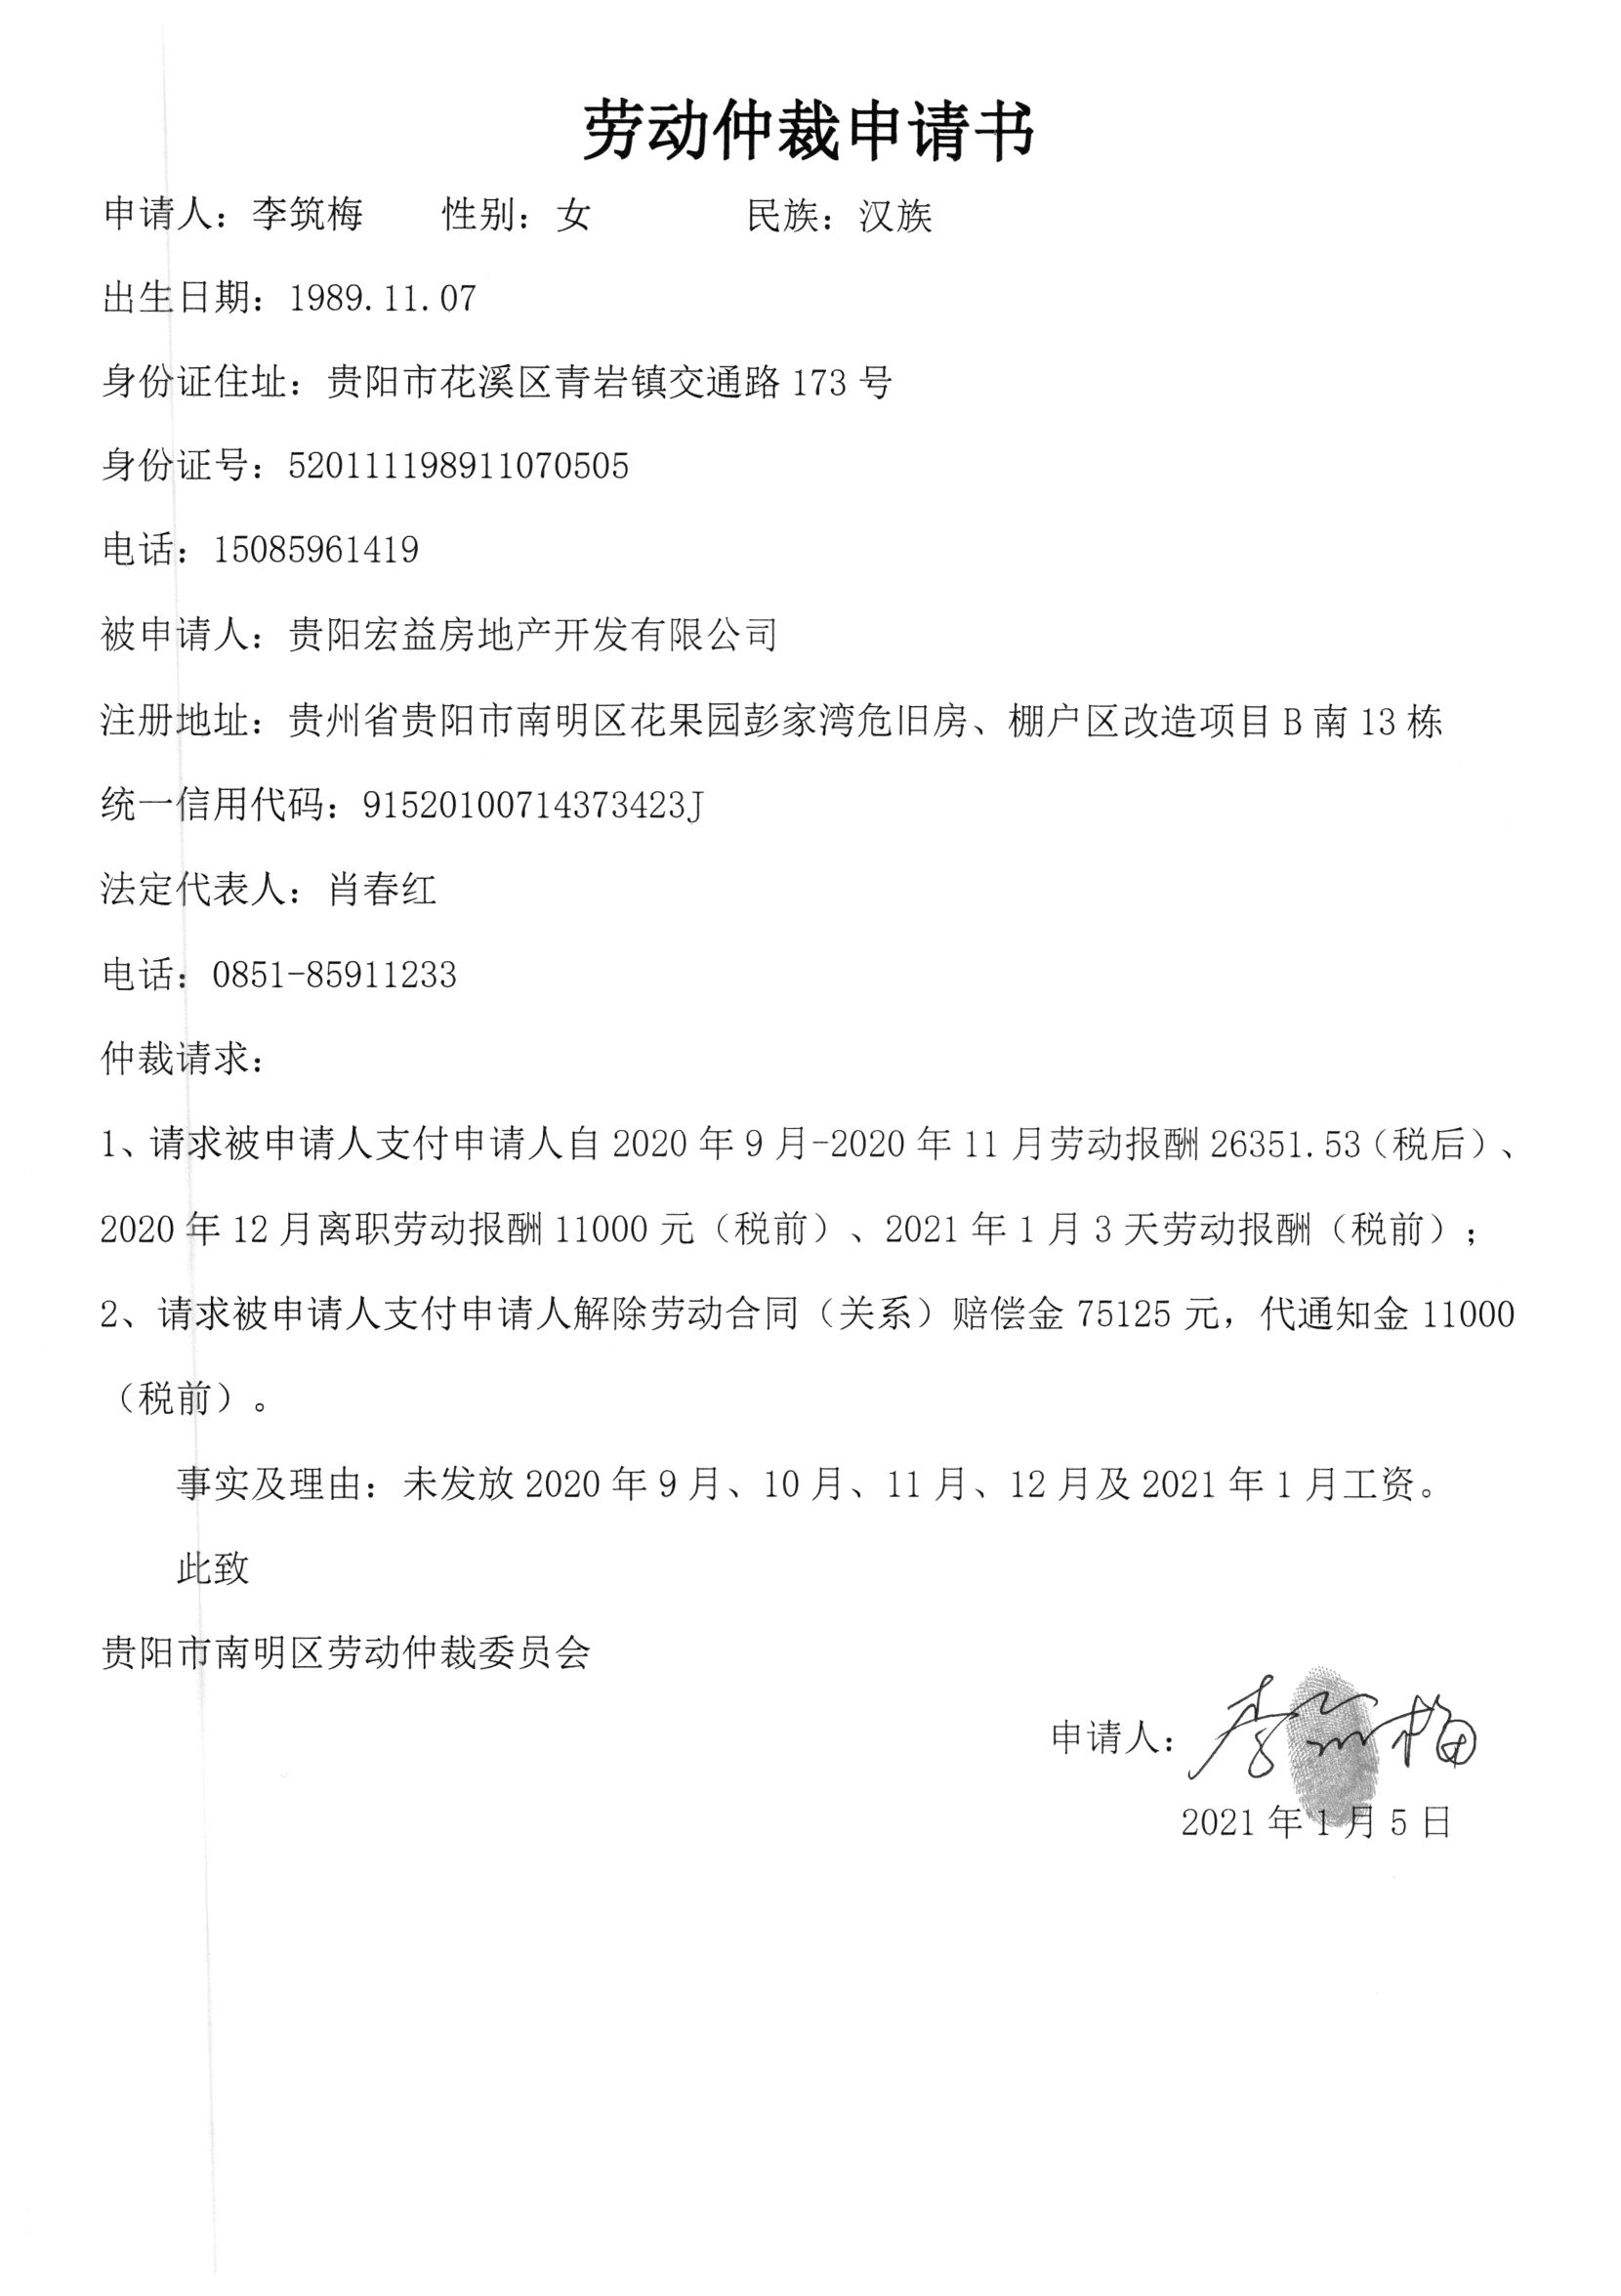 劳动仲裁申请书
申请人：李筑梅 性别：女 民族：汉族
出生日期：1989.11.07
身份证住址：贵阳市花溪区青岩镇交通路 173 号
身份证号：520111198911070505
电话：15085961419
被申请人：贵阳宏益房地产开发有限公司
注册地址：贵州省贵阳市南明区花果园彭家湾危旧房、棚户区改造项目 B 南 13 栋
统一信用代码：91520100714373423J
法定代表人：肖春红
电话：0851-85911233
仲裁请求：
1、请求被申请人支付申请人自 2020 年 9 月-2020 年 11 月劳动报酬 26351.53（税后）、
2020 年 12 月离职劳动报酬 11000 元（税前）、2021 年 1 月 3 天劳动报酬（税前）；
2、请求被申请人支付申请人解除劳动合同（关系）赔偿金 75125 元，代通知金 11000
（税前）。
事实及理由：未发放 2020 年 9 月、10 月、11 月、12 月及 2021 年 1 月工资。
此致
贵阳市南明区劳动仲裁委员会
申请人：李筑梅
2021 年 1 月 5 日